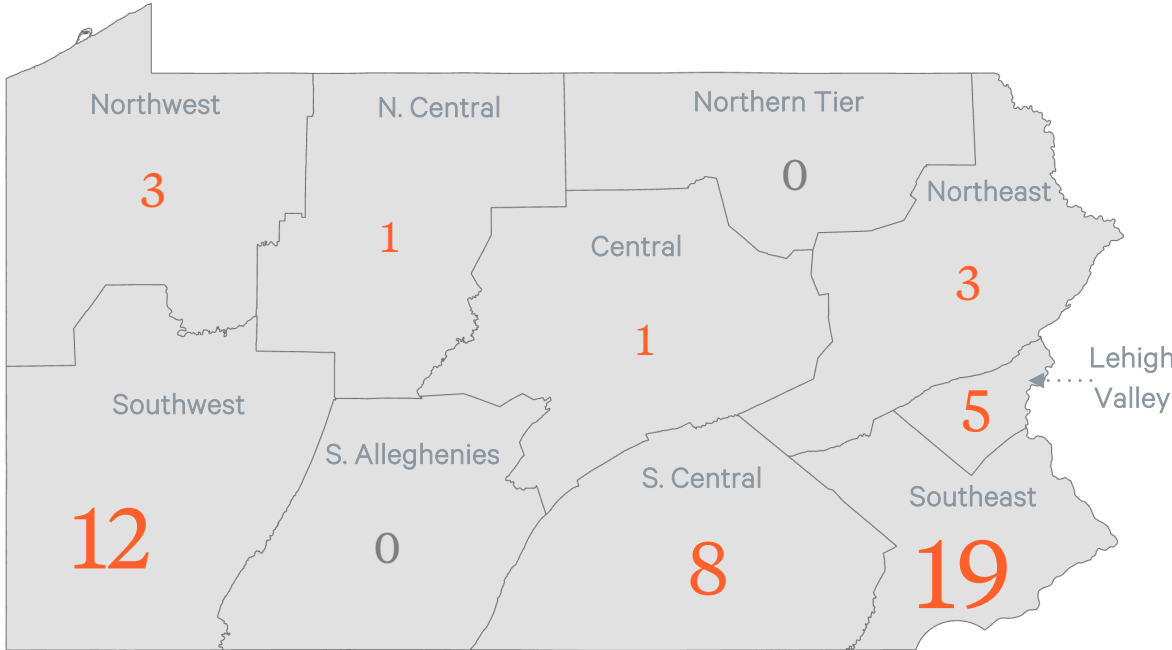 Northwest
3
N. Central
1
Northern Tier
0
Northeast
3
Central
1
Lehigh
Valley
5
Southwest
12
S. Alleghenies
0
S. Central
8
Southeast
19